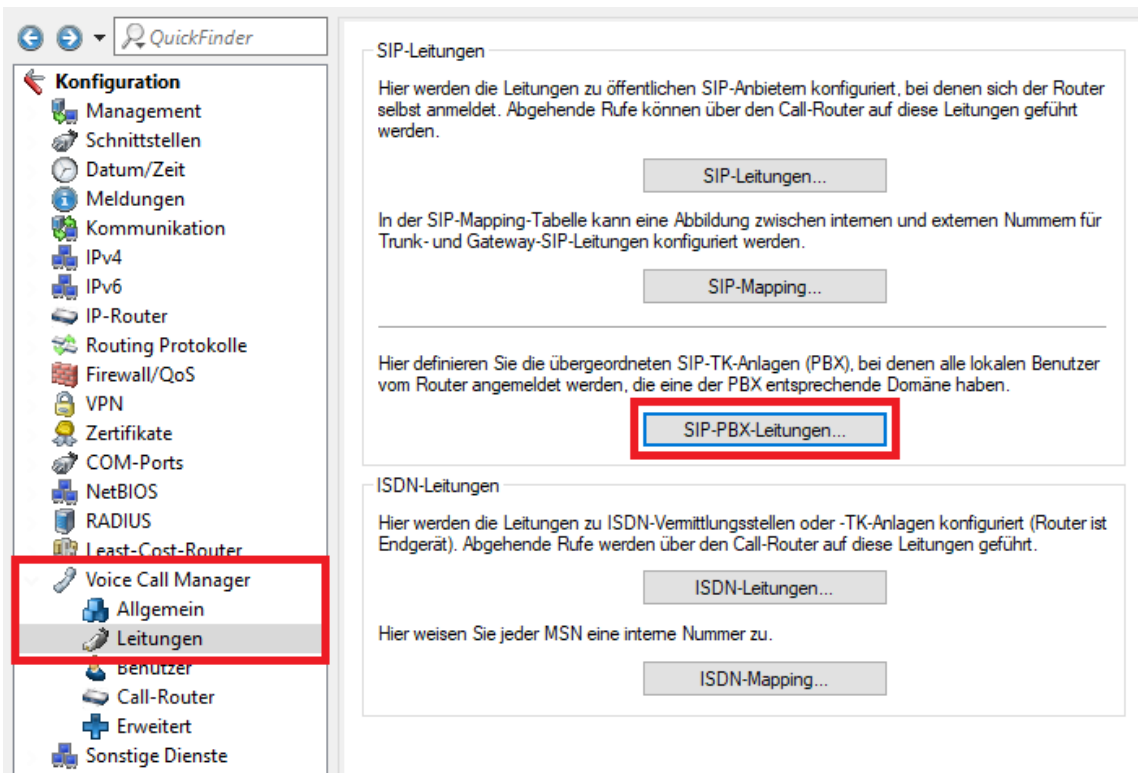 QuickFinder
Konfiguration
Management
Schnittstellen
Datum/Zeit
Meldungen
Kommunikation
IPv4
IPv6
IP-Router
Routing Protokolle
Firewall/QoS
VPN
Zertifikate
COM-Ports
NetBIOS
RADIUS
Least-Cost-Router
Voice Call Manager
Allgemein
Leitungen
Benutzer
Call-Router
Erweitert
Sonstige Dienste
SIP-Leitungen
Hier werden die Leitungen zu öffentlichen SIP-Anbietern konfiguriert, bei denen sich der Router
selbst anmeldet. Abgehende Rufe können über den Call-Router auf diese Leitungen geführt
werden.
SIP-Leitungen...
In der SIP-Mapping-Tabelle kann eine Abbildung zwischen internen und externen Nummern für
Trunk- und Gateway-SIP-Leitungen konfiguriert werden.
SIP-Mapping...
Hier definieren Sie die übergeordneten SIP-TK-Anlagen (PBX), bei denen alle lokalen Benutzer
vom Router angemeldet werden, die eine der PBX entsprechende Domäne haben.
SIP-PBX-Leitungen...
ISDN-Leitungen
Hier werden die Leitungen zu ISDN-Vermittlungsstellen oder -TK-Anlagen konfiguriert (Router ist
Endgerät). Abgehende Rufe werden über den Call-Router auf diese Leitungen geführt.
ISDN-Leitungen...
Hier weisen Sie jeder MSN eine interne Nummer zu.
ISDN-Mapping...